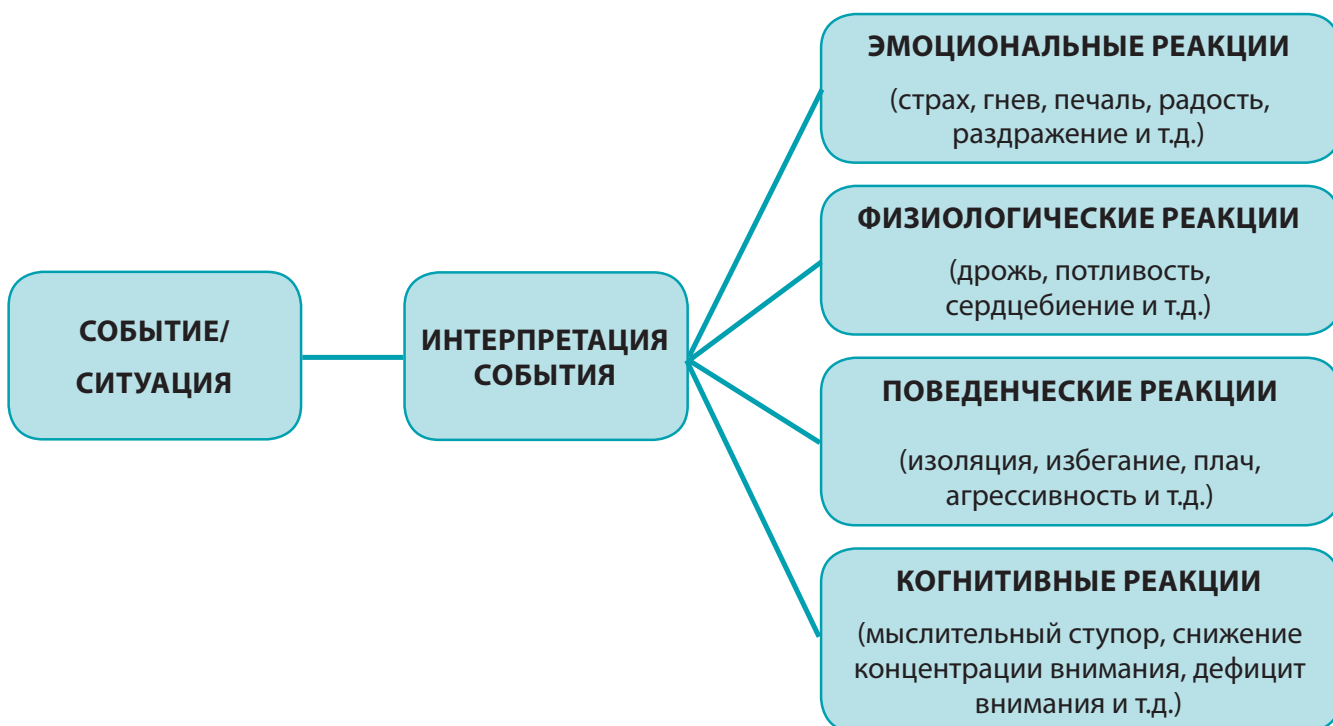 СОБЫТИЕ/
СИТУАЦИЯ
ИНТЕРПРЕТАЦИЯ
СОБЫТИЯ
ЭМОЦИОНАЛЬНЫЕ РЕАКЦИИ
(страх, гнев, печаль, радость,
раздражение и т.д.)
ФИЗИОЛОГИЧЕСКИЕ РЕАКЦИИ
(дрожь, потливость,
сердцебиение и т.д.)
ПОВЕДЕНЧЕСКИЕ РЕАКЦИИ
(изоляция, избегание, плач,
агрессивность и т.д.)
КОГНИТИВНЫЕ РЕАКЦИИ
(мыслительный ступор, снижение
концентрации внимания, дефицит
внимания и т.д.)